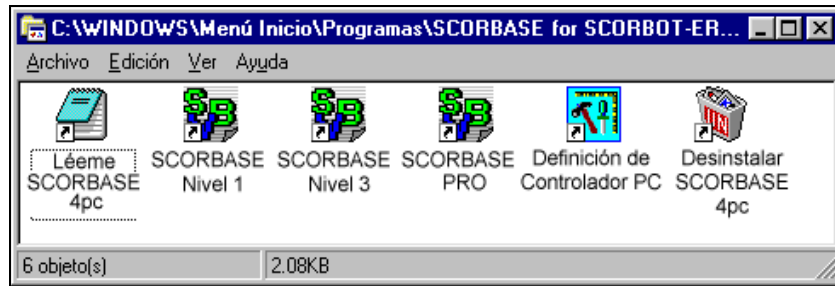 C:\WINDOWS\Menú Inicio\Programas\SCORBASE for SCORBOT-ER...
Archivo Edición Ver Ayuda
Léeme SCORBASE 4pc
SCORBASE Nivel 1
SCORBASE Nivel 3
SCORBASE PRO
Definición de Controlador PC
Desinstalar SCORBASE 4pc
6 objeto(s) 2.08KB